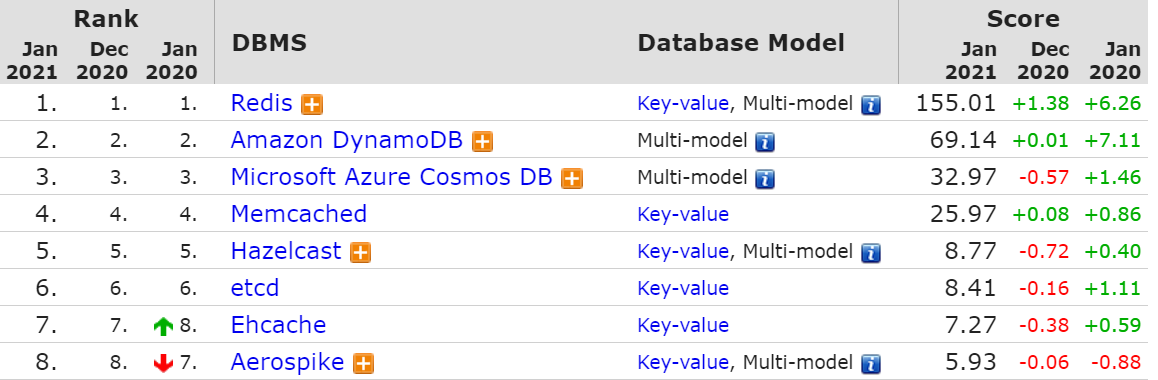 Rank Score
Jan Dec Jan DBMS Database Model Jan Dec Jan
2021 2020 2020 2021 2020 2020
1. 1. 1. Redis Key-value, Multi-model 155.01 +1.38 +6.26
2. 2. 2. Amazon DynamoDB Multi-model 69.14 +0.01 +7.11
3. 3. 3. Microsoft Azure Cosmos DB Multi-model 32.97 -0.57 +1.46
4. 4. 4. Memcached Key-value 25.97 +0.08 +0.86
5. 5. 5. Hazelcast Key-value, Multi-model 8.77 -0.72 +0.40
6. 6. 6. etcd Key-value 8.41 -0.16 +1.11
7. 7. 8. Ehcache Key-value 7.27 -0.38 +0.59
8. 8. 7. Aerospike Key-value, Multi-model 5.93 -0.06 -0.88